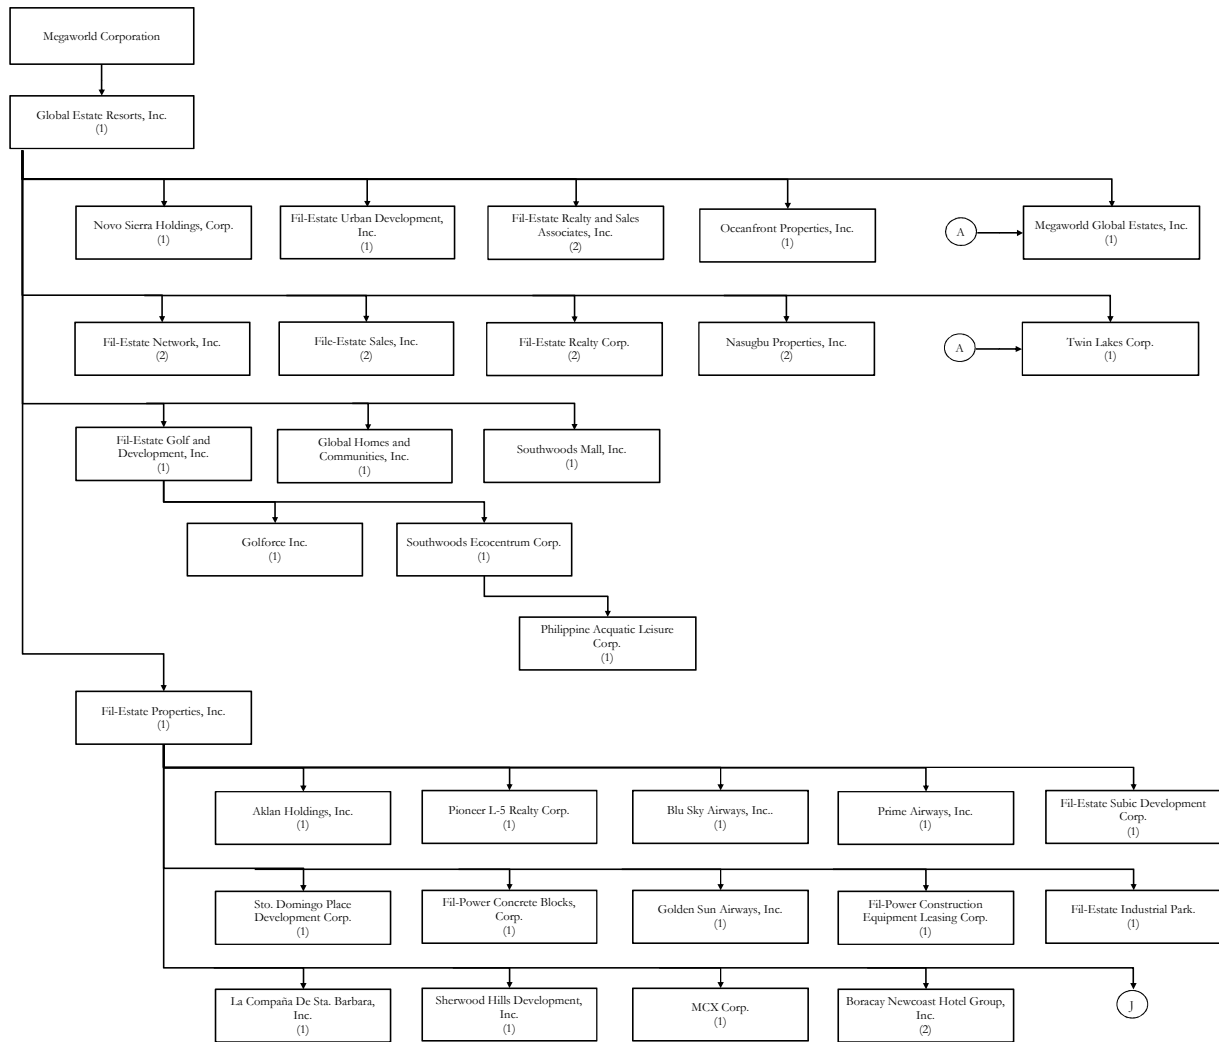 Megaworld Corporation
Global Estate Resorts, Inc.
(1)
Novo Sierra Holdings, Corp.
(1)
Fil-Estate Urban Development,
Inc.
(1)
Fil-Estate Realty and Sales
Associates, Inc.
(2)
Oceanfront Properties, Inc.
(1)
A
Megaworld Global Estates, Inc.
(1)
Fil-Estate Network, Inc.
(2)
File-Estate Sales, Inc.
(2)
Fil-Estate Realty Corp.
(2)
Nasugbu Properties, Inc.
(2)
A
Twin Lakes Corp.
(1)
Fil-Estate Golf and
Development, Inc.
(1)
Global Homes and
Communities, Inc.
(1)
Southwoods Mall, Inc.
(1)
Golforce Inc.
(1)
Southwoods Ecocentrum Corp.
(1)
Philippine Acquatic Leisure
Corp.
(1)
Fil-Estate Properties, Inc.
(1)
Aklan Holdings, Inc.
(1)
Pioneer L-5 Realty Corp.
(1)
Blu Sky Airways, Inc..
(1)
Prime Airways, Inc.
(1)
Fil-Estate Subic Development
Corp.
(1)
Sto. Domingo Place
Development Corp.
(1)
Fil-Power Concrete Blocks,
Corp.
(1)
Golden Sun Airways, Inc.
(1)
Fil-Power Construction
Equipment Leasing Corp.
(1)
Fil-Estate Industrial Park.
(1)
La Compaña De Sta. Barbara,
Inc.
(1)
Sherwood Hills Development,
Inc.
(1)
MCX Corp.
(1)
Boracay Newcoast Hotel Group,
Inc.
(2)
J